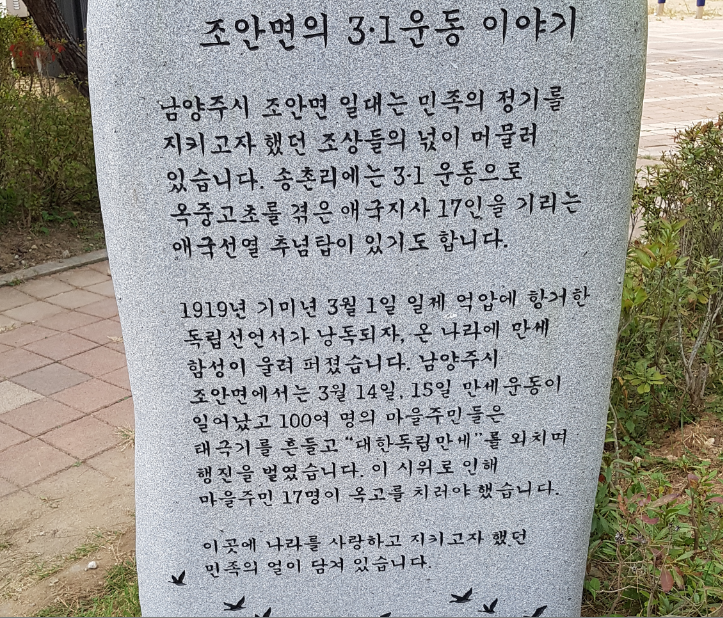 조안면의 3·1운동 이야기
남양주시 조안면 일대는 민족의 정기를
지키고자 했던 조상들의 넋이 머물러
있습니다. 송촌리에는 3·1 운동으로
옥중고초를 겪은 애국지사 17인을 기리는
애국선열 추념탑이 있기도 합니다.
1919년 기미년 3월 1일 일제 억압에 항거한
독립선언서가 낭독되자, 온 나라에 만세
함성이 울려 퍼졌습니다. 남양주시
조안면에서는 3월 14일, 15일 만세운동이
일어났고 100여 명의 마을주민들은
태극기를 흔들고 “대한독립만세”를 외치며
행진을 벌였습니다. 이 시위로 인해
마을주민 17명이 옥고를 치러야 했습니다.
이곳에 나라를 사랑하고 지키고자 했던
민족의 얼이 담겨 있습니다.